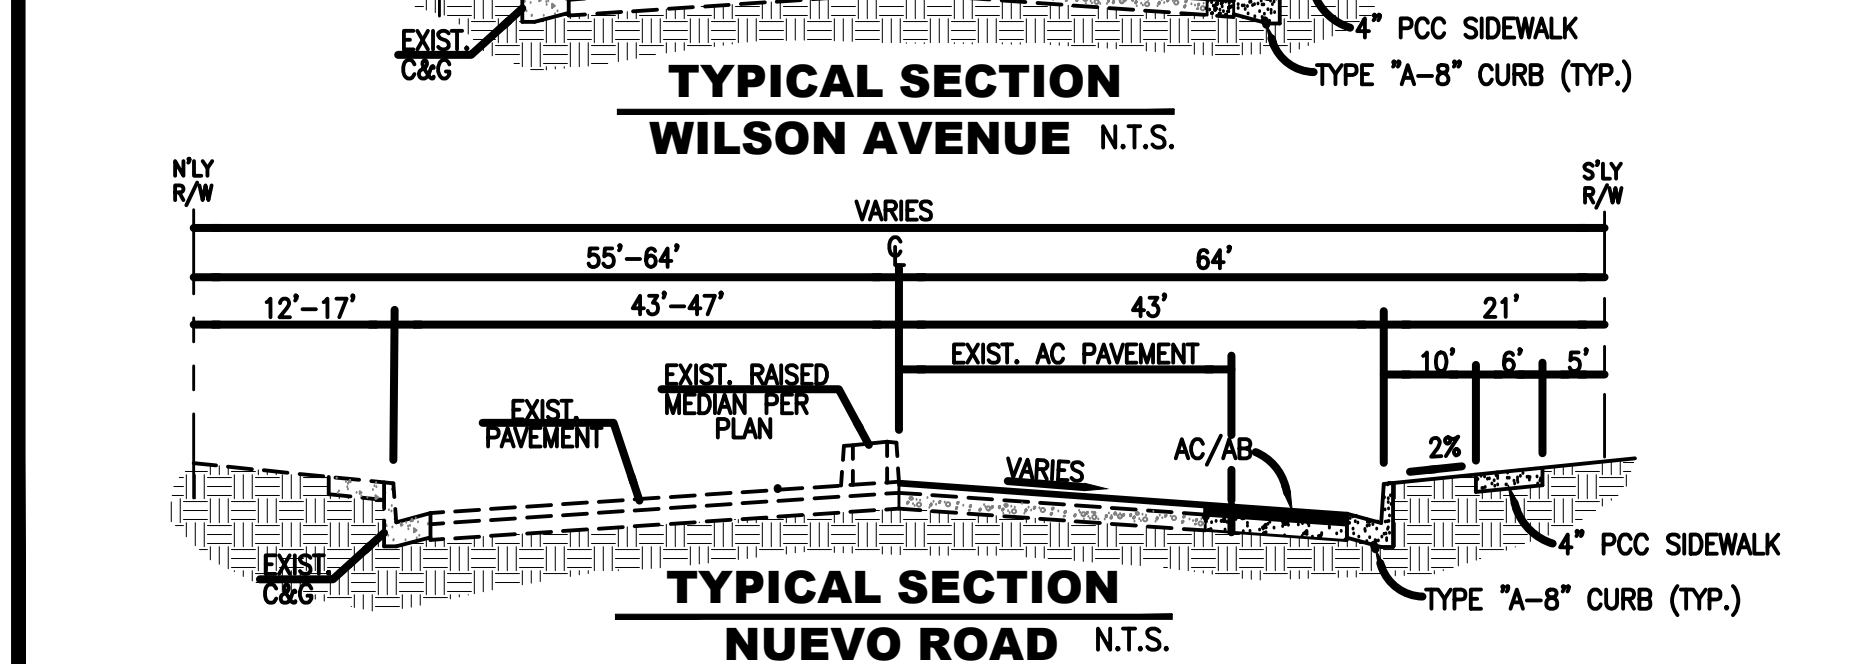 EXIST.
C&G
4" PCC SIDEWALK
TYPE "A-8" CURB (TYP.)
TYPICAL SECTION
WILSON AVENUE N.T.S.
N'LY
R/W
S'LY
R/W
VARIES
55'-64'
CL
64'
12'-17'
43'-47'
43'
21'
EXIST. AC PAVEMENT
10' 6' 5'
EXIST. RAISED
MEDIAN PER
PLAN
EXIST.
PAVEMENT
VARIES
AC/AB
2%
EXIST.
C&G
4" PCC SIDEWALK
TYPE "A-8" CURB (TYP.)
TYPICAL SECTION
NUEVO ROAD N.T.S.